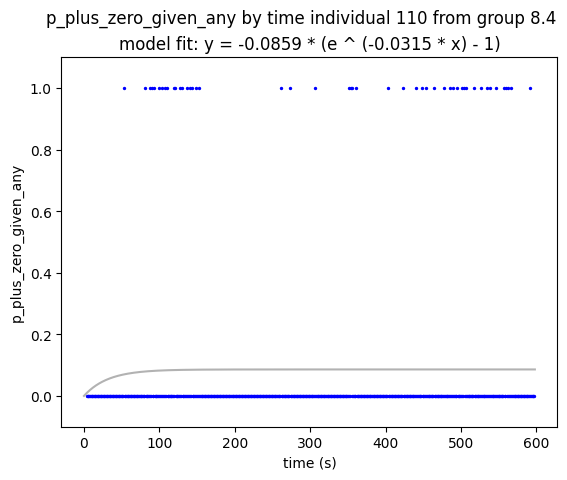 p_plus_zero_given_any by time individual 110 from group 8.4
model fit: y = -0.0859 * (e ^ (-0.0315 * x) - 1)
1.0
0.8
0.6
0.4
0.2
0.0
p_plus_zero_given_any
0 100 200 300 400 500 600
time (s)